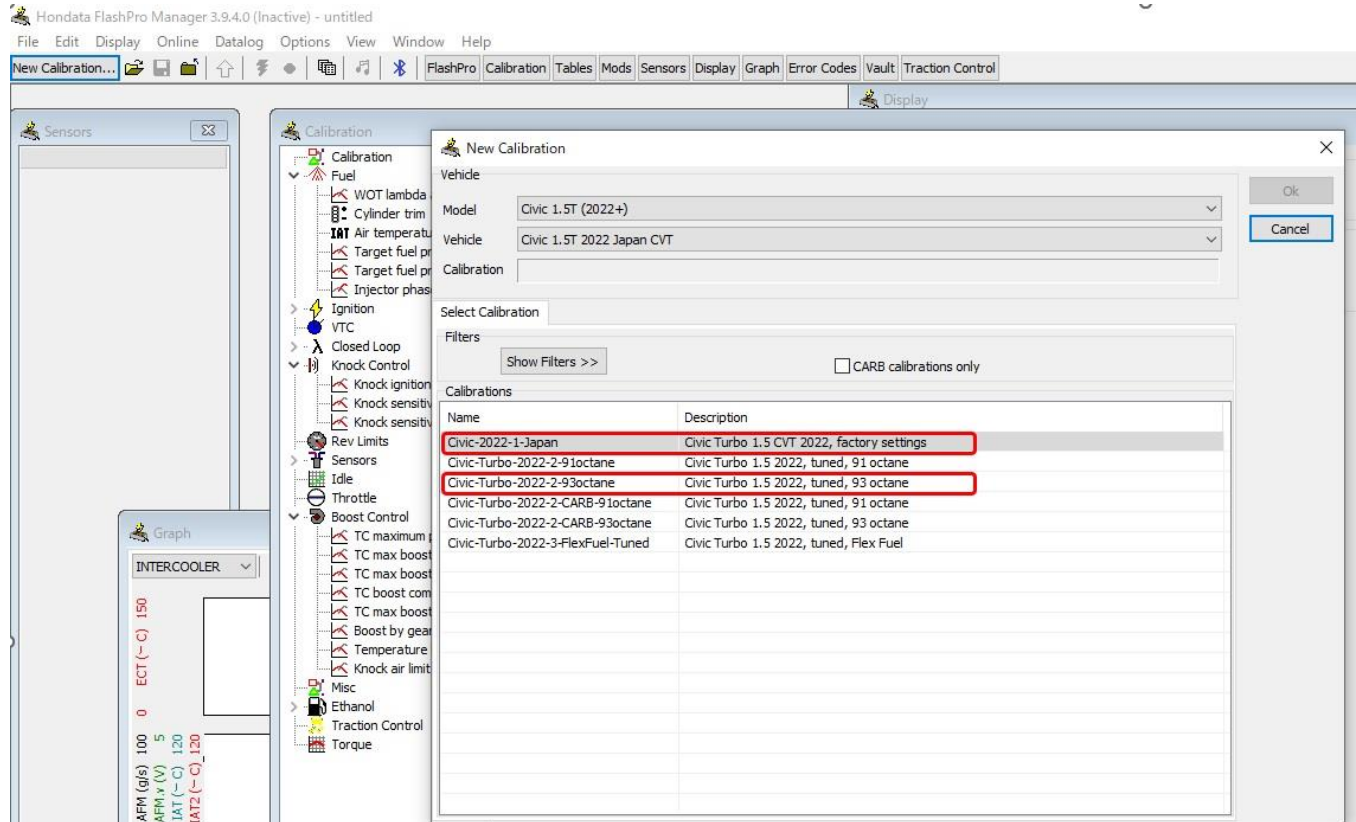 Hondata FlashPro Manager 3.9.4.0 (Inactive) - untitled
File Edit Display Online Datalog Options View Window Help
New Calibration... FlashPro Calibration Tables Mods Sensors Display Graph Error Codes Vault Traction Control
Display
Sensors
Calibration
Calibration
Fuel
WOT lambda
Cylinder trim
IAT Air temperatu
Target fuel pr
Target fuel pr
Injector phas
Ignition
VTC
Closed Loop
Knock Control
Knock ignition
Knock sensitiv
Knock sensitiv
Rev Limits
Sensors
Idle
Throttle
Boost Control
TC maximum p
TC max boost
TC max boost
TC boost com
TC max boost
Boost by gear
Temperature
Knock air limit
Misc
Ethanol
Traction Control
Torque
New Calibration
Vehicle
Model Civic 1.5T (2022+)
Vehicle Civic 1.5T 2022 Japan CVT
Calibration
Ok
Cancel
Select Calibration
Filters
Show Filters >>
CARB calibrations only
Calibrations
Name Description
Civic-2022-1-Japan Civic Turbo 1.5 CVT 2022, factory settings
Civic-Turbo-2022-2-91octane Civic Turbo 1.5 2022, tuned, 91 octane
Civic-Turbo-2022-2-93octane Civic Turbo 1.5 2022, tuned, 93 octane
Civic-Turbo-2022-2-CARB-91octane Civic Turbo 1.5 2022, tuned, 91 octane
Civic-Turbo-2022-2-CARB-93octane Civic Turbo 1.5 2022, tuned, 93 octane
Civic-Turbo-2022-3-FlexFuel-Tuned Civic Turbo 1.5 2022, tuned, Flex Fuel
Graph
INTERCOOLER
0 ECT (– C) 150
AFM (g/s) 100
AFM.v (V) 5
IAT (– C) 120
IAT2 (– C) 120